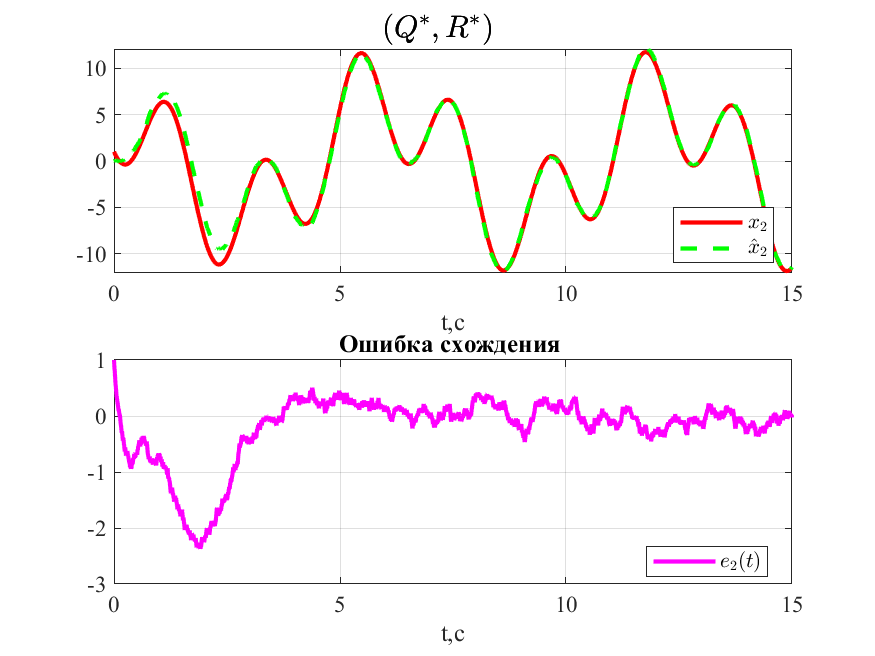 (Q*, R*)
10
5
0
-5
-10
x₂
x̂₂
0 5 10 15
t,с
Ошибка схождения
1
0
-1
-2
-3
e₂(t)
0 5 10 15
t,с